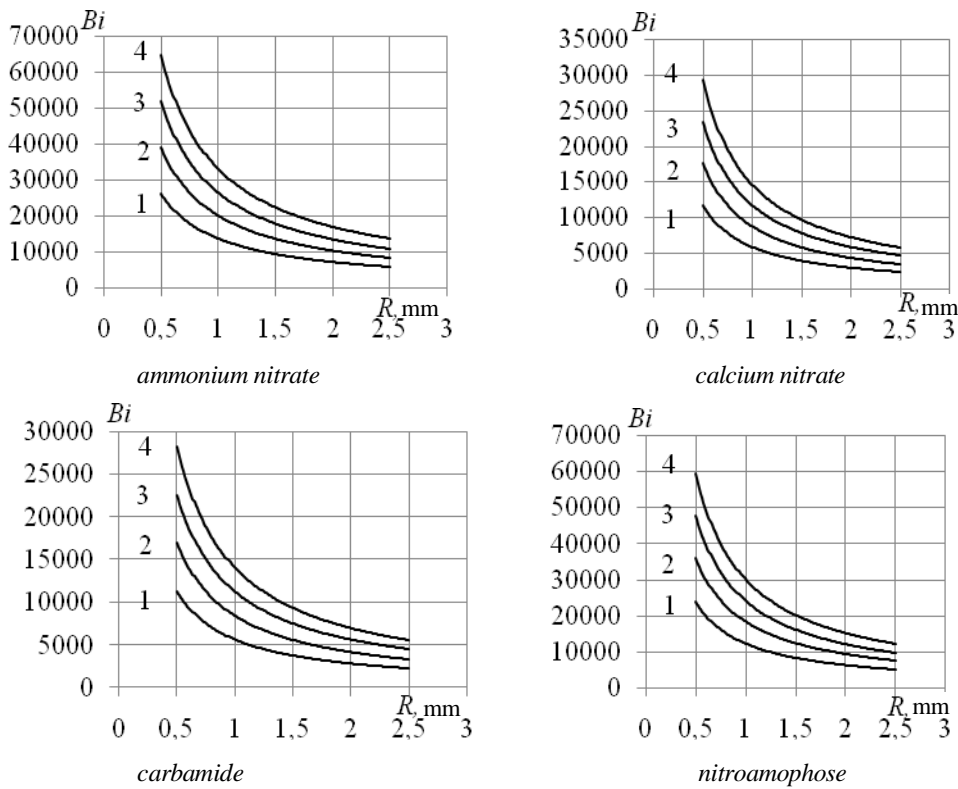 Bi
70000
60000
50000
40000
30000
20000
10000
0
4
3
2
1
R, mm
0 0,5 1 1,5 2 2,5 3
ammonium nitrate
Bi
35000
30000
25000
20000
15000
10000
5000
0
4
3
2
1
R, mm
0 0,5 1 1,5 2 2,5 3
calcium nitrate
Bi
30000
25000
20000
15000
10000
5000
0
4
3
2
1
R, mm
0 0,5 1 1,5 2 2,5 3
carbamide
Bi
70000
60000
50000
40000
30000
20000
10000
0
4
3
2
1
R, mm
0 0,5 1 1,5 2 2,5 3
nitroamophose